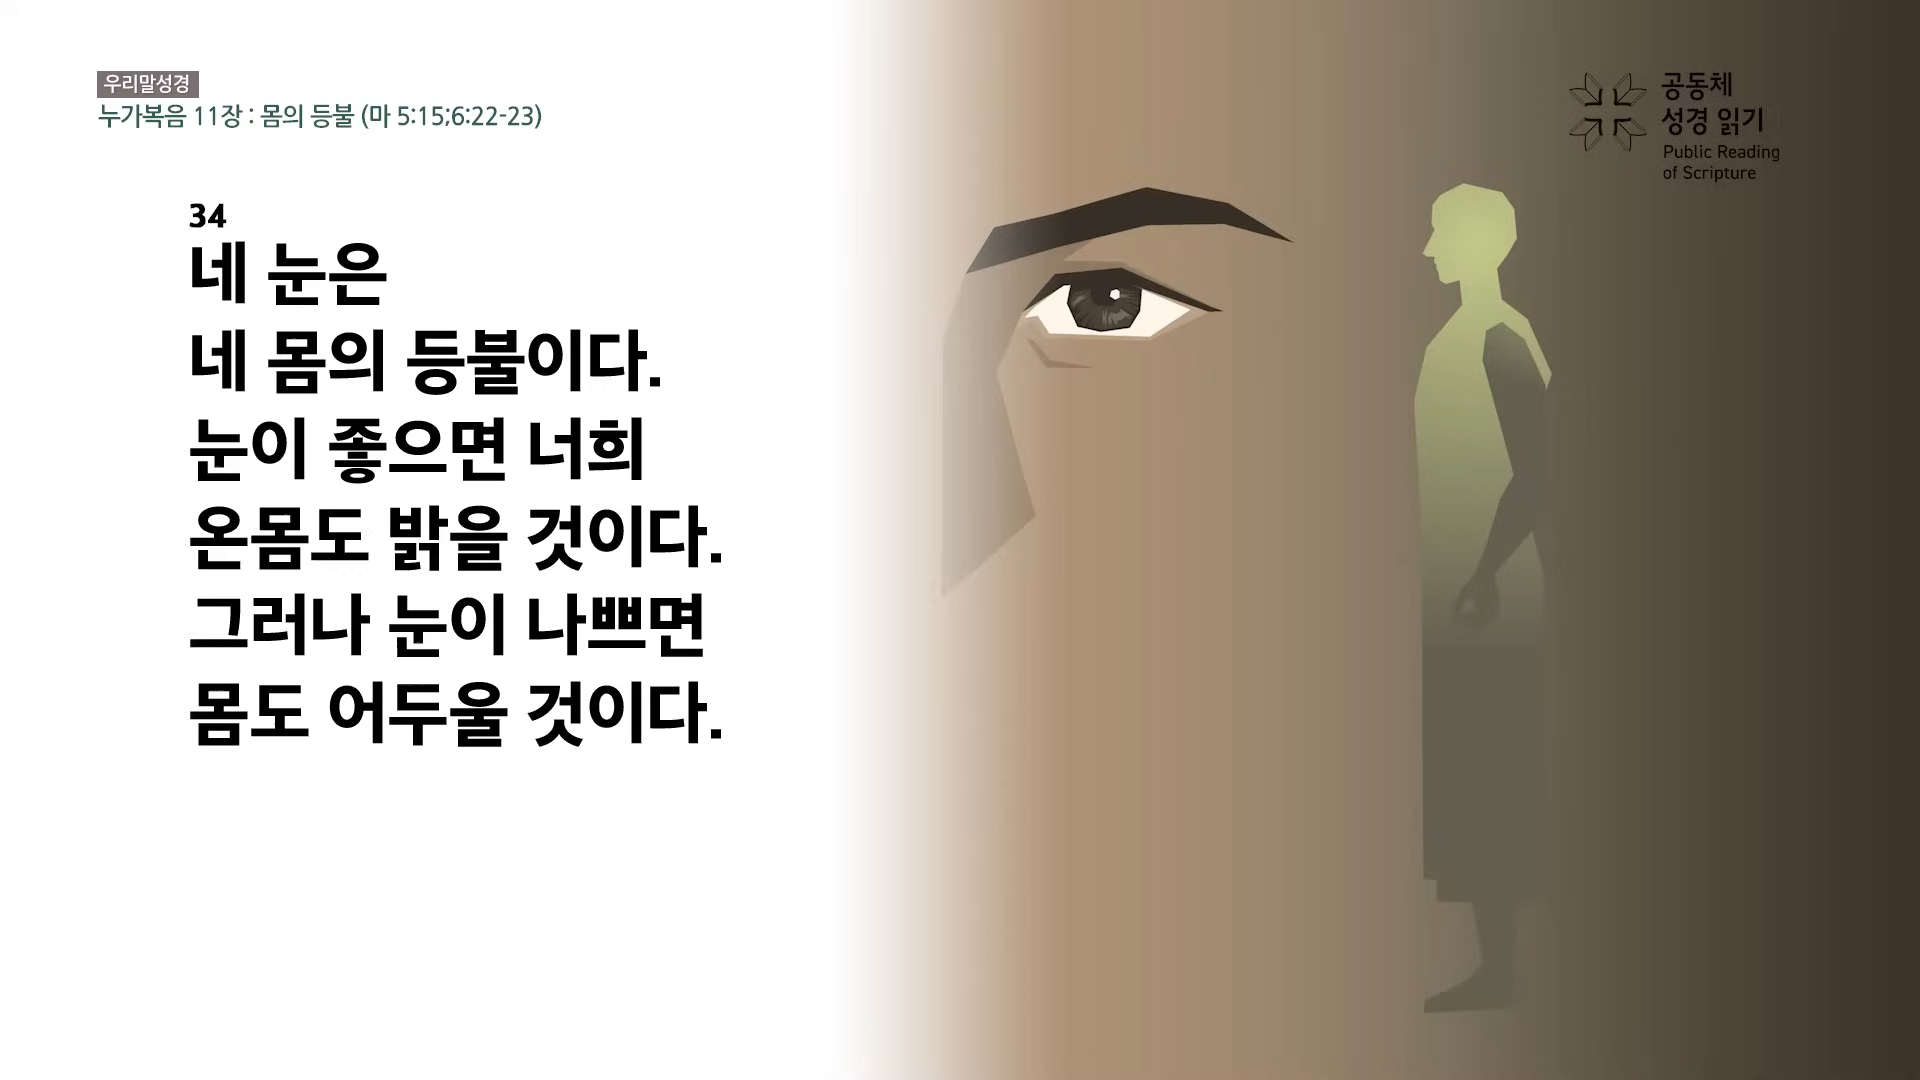 우리말성경
누가복음 11장 : 몸의 등불 (마 5:15;6:22-23)
공동체
성경 읽기
Public Reading
of Scripture
34
네 눈은
네 몸의 등불이다.
눈이 좋으면 너희
온몸도 밝을 것이다.
그러나 눈이 나쁘면
몸도 어두울 것이다.